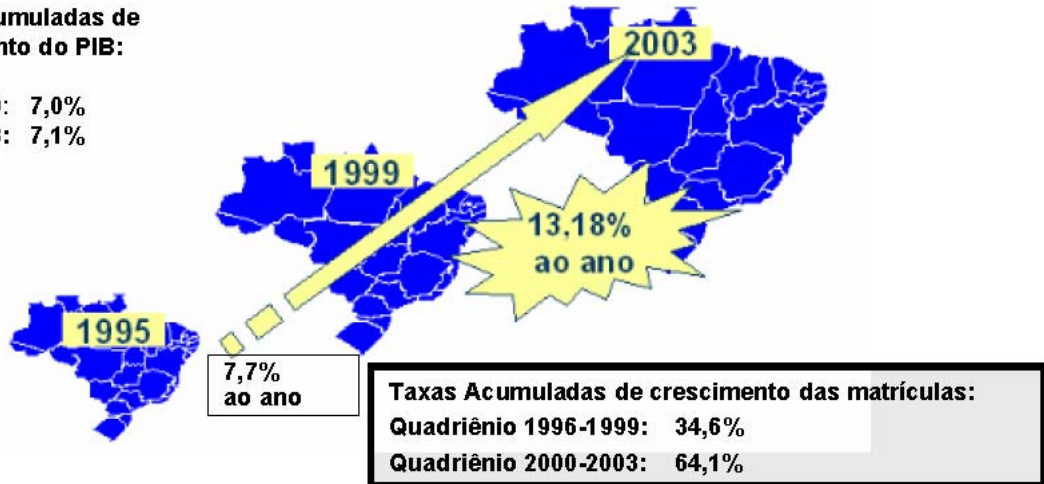 umuladas de
nto do PIB:
: 7,0%
: 7,1%
2003
1999
13,18%
ao ano
1995
7,7%
ao ano
Taxas Acumuladas de crescimento das matrículas:
Quadriênio 1996-1999: 34,6%
Quadriênio 2000-2003: 64,1%